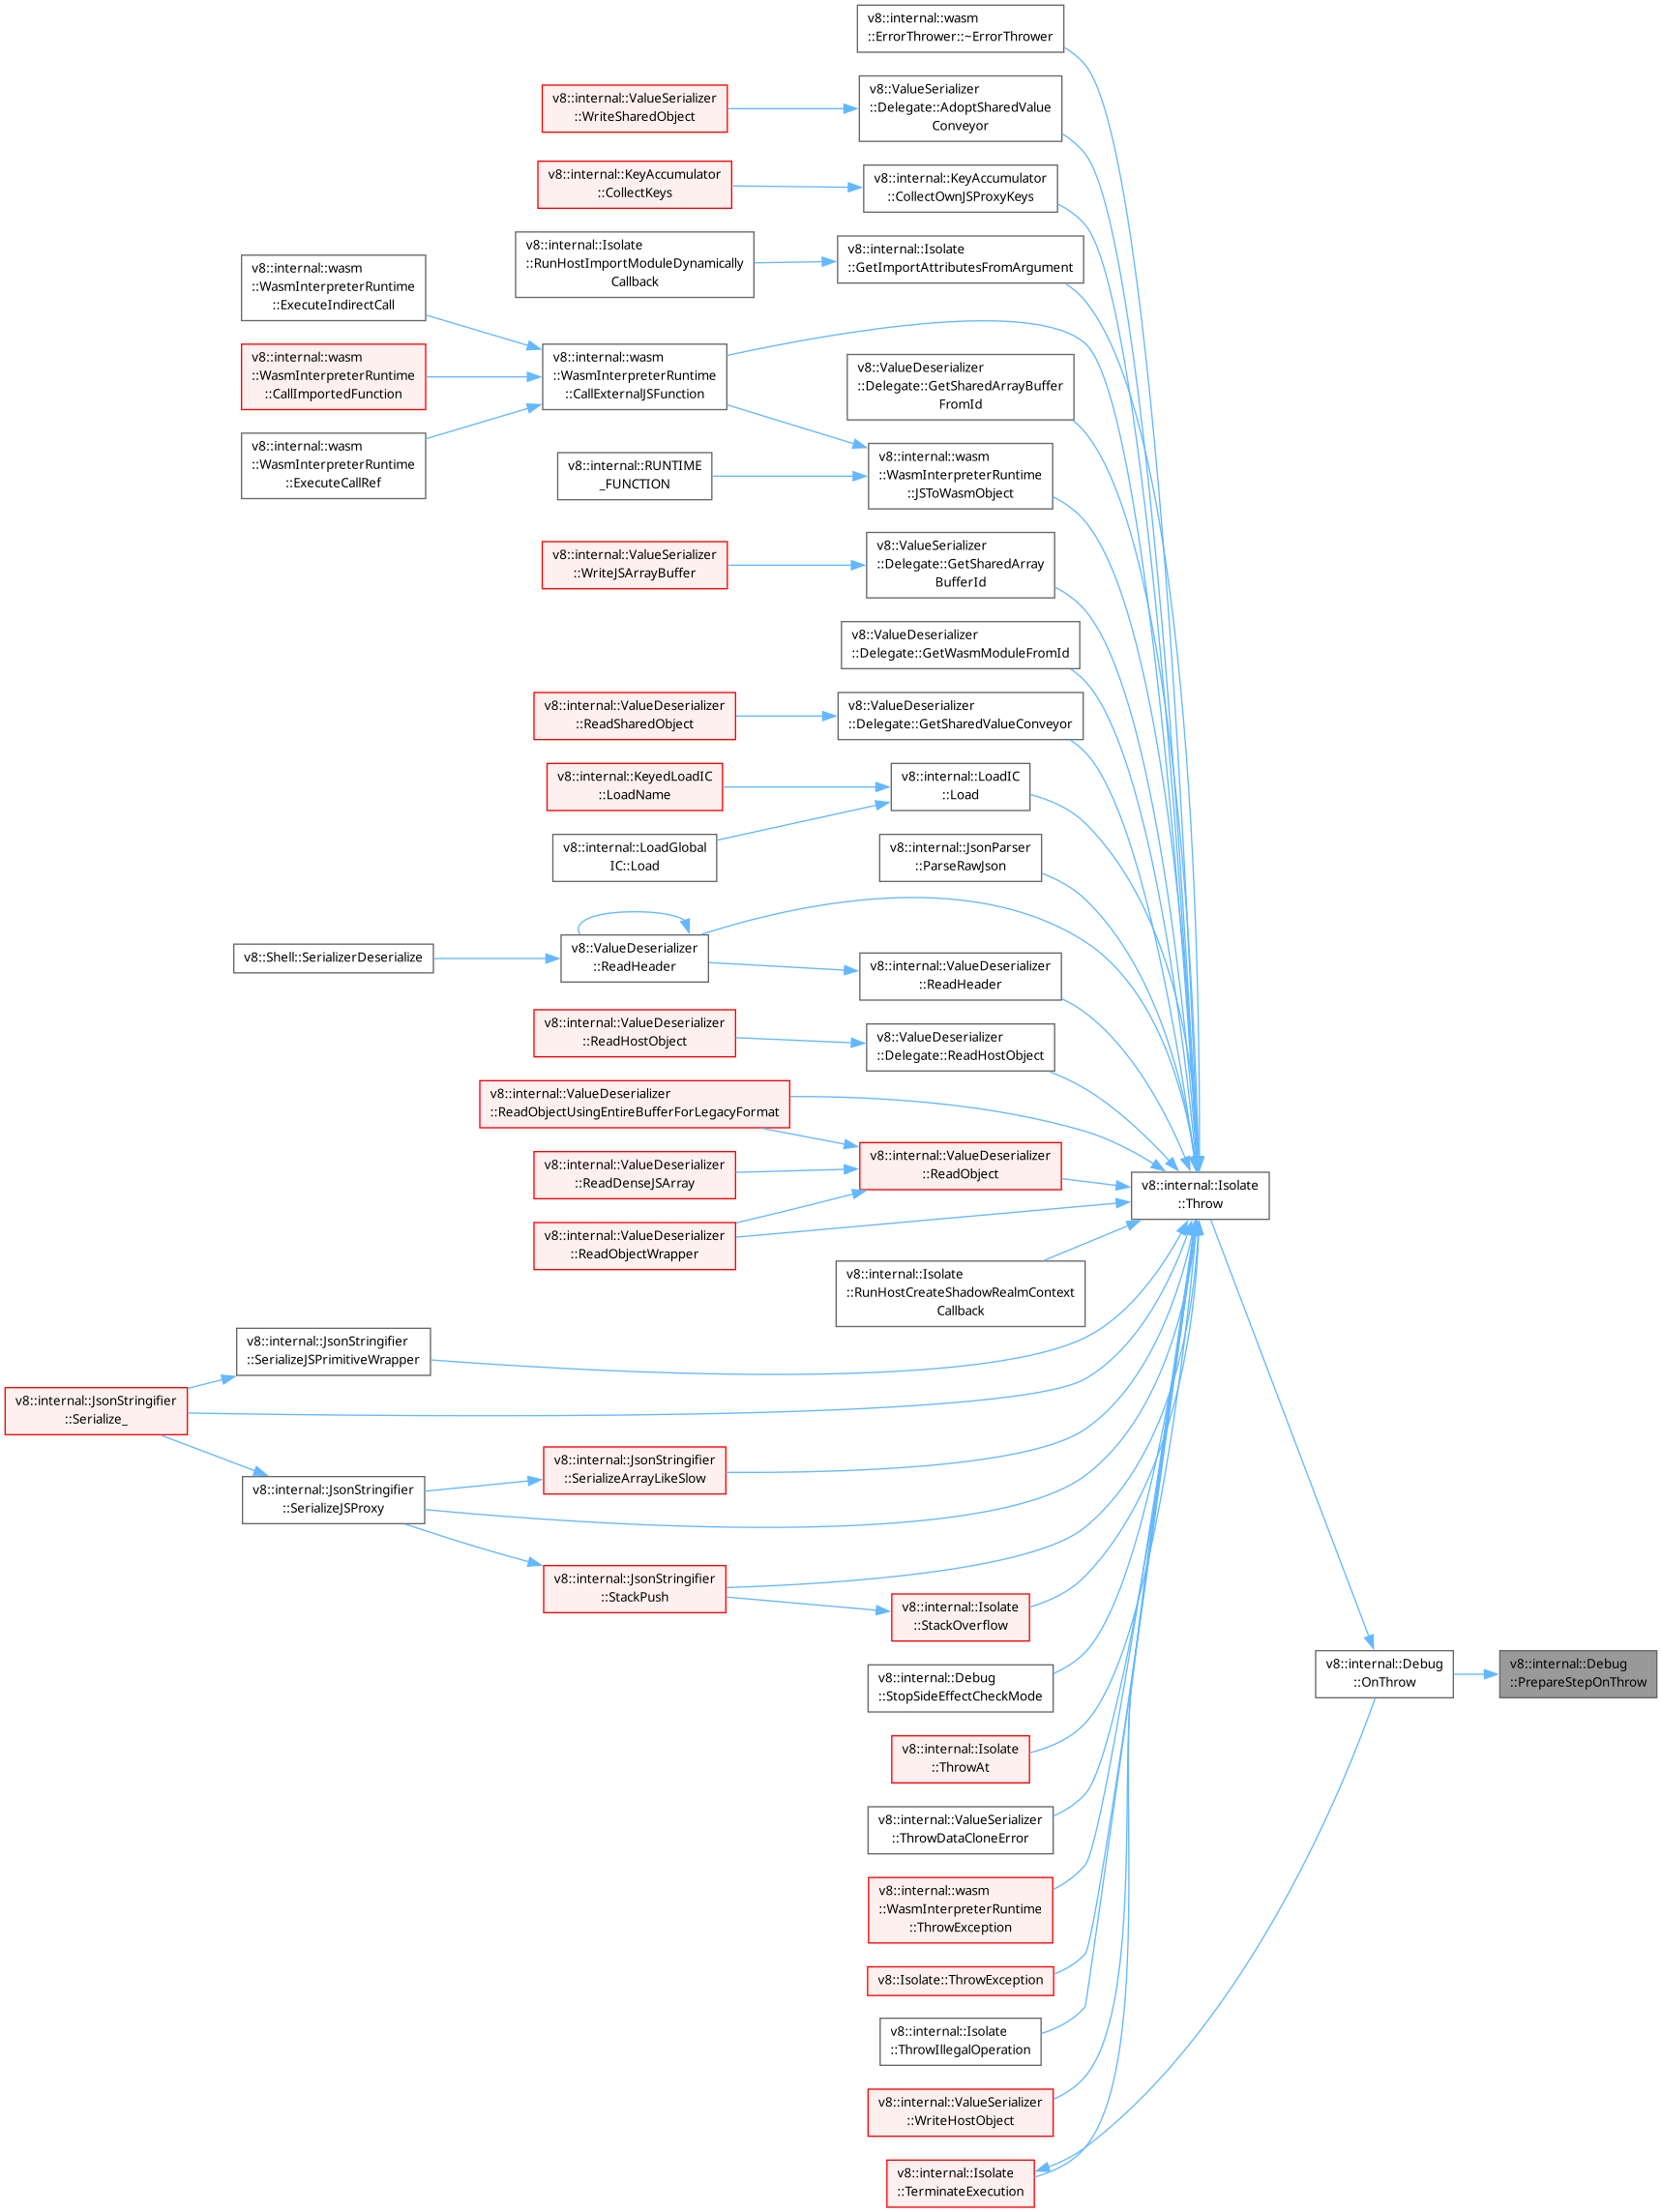 v8::internal::wasm
::ErrorThrower::~ErrorThrower
v8::ValueSerializer
::Delegate::AdoptSharedValue
Conveyor
v8::internal::ValueSerializer
::WriteSharedObject
v8::internal::KeyAccumulator
::CollectKeys
v8::internal::KeyAccumulator
::CollectOwnJSProxyKeys
v8::internal::Isolate
::RunHostImportModuleDynamically
Callback
v8::internal::Isolate
::GetImportAttributesFromArgument
v8::internal::wasm
::WasmInterpreterRuntime
::ExecuteIndirectCall
v8::internal::wasm
::WasmInterpreterRuntime
::CallImportedFunction
v8::internal::wasm
::WasmInterpreterRuntime
::CallExternalJSFunction
v8::ValueDeserializer
::Delegate::GetSharedArrayBuffer
FromId
v8::internal::wasm
::WasmInterpreterRuntime
::ExecuteCallRef
v8::internal::RUNTIME
_FUNCTION
v8::internal::wasm
::WasmInterpreterRuntime
::JSToWasmObject
v8::internal::ValueSerializer
::WriteJSArrayBuffer
v8::ValueSerializer
::Delegate::GetSharedArray
BufferId
v8::ValueDeserializer
::Delegate::GetWasmModuleFromId
v8::internal::ValueDeserializer
::ReadSharedObject
v8::ValueDeserializer
::Delegate::GetSharedValueConveyor
v8::internal::KeyedLoadIC
::LoadName
v8::internal::LoadIC
::Load
v8::internal::LoadGlobal
IC::Load
v8::internal::JsonParser
::ParseRawJson
v8::Shell::SerializerDeserialize
v8::ValueDeserializer
::ReadHeader
v8::internal::ValueDeserializer
::ReadHeader
v8::internal::ValueDeserializer
::ReadHostObject
v8::ValueDeserializer
::Delegate::ReadHostObject
v8::internal::ValueDeserializer
::ReadObjectUsingEntireBufferForLegacyFormat
v8::internal::ValueDeserializer
::ReadDenseJSArray
v8::internal::ValueDeserializer
::ReadObject
v8::internal::Isolate
::Throw
v8::internal::ValueDeserializer
::ReadObjectWrapper
v8::internal::Isolate
::RunHostCreateShadowRealmContext
Callback
v8::internal::JsonStringifier
::SerializeJSPrimitiveWrapper
v8::internal::JsonStringifier
::Serialize_
v8::internal::JsonStringifier
::SerializeArrayLikeSlow
v8::internal::JsonStringifier
::SerializeJSProxy
v8::internal::JsonStringifier
::StackPush
v8::internal::Isolate
::StackOverflow
v8::internal::Debug
::StopSideEffectCheckMode
v8::internal::Debug
::OnThrow
v8::internal::Debug
::PrepareStepOnThrow
v8::internal::Isolate
::ThrowAt
v8::internal::ValueSerializer
::ThrowDataCloneError
v8::internal::wasm
::WasmInterpreterRuntime
::ThrowException
v8::Isolate::ThrowException
v8::internal::Isolate
::ThrowIllegalOperation
v8::internal::ValueSerializer
::WriteHostObject
v8::internal::Isolate
::TerminateExecution